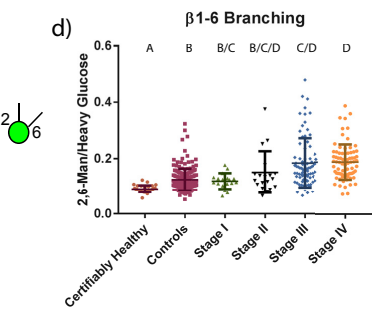 d)
β1-6 Branching
2,6-Man/Heavy Glucose
0.6
0.4
0.2
0.0
A B B/C B/C/D C/D D
2
6
Certifiably Healthy
Controls
Stage I
Stage II
Stage III
Stage IV